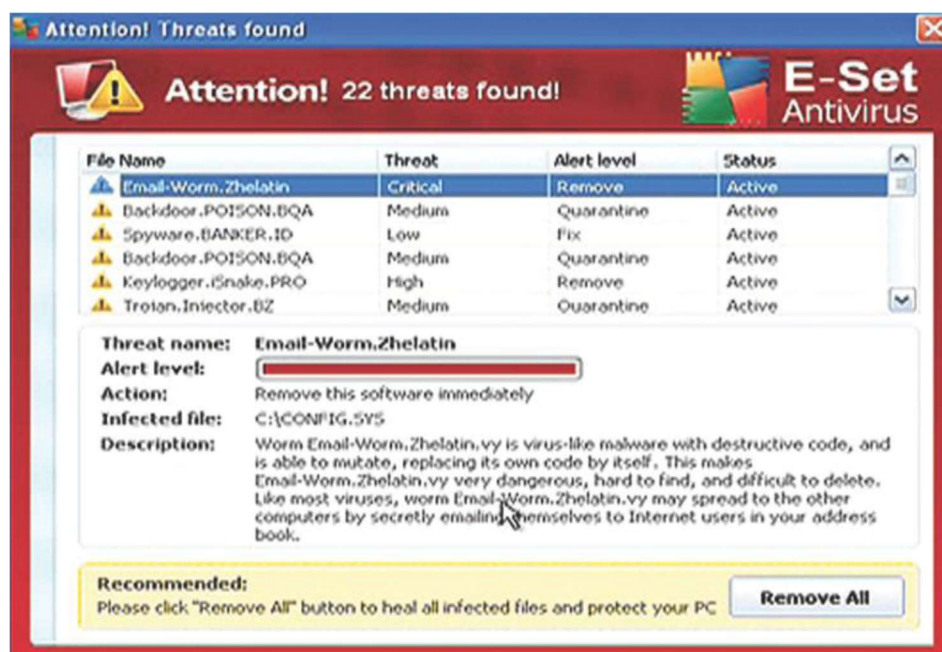 Attention! Threats found
Attention! 22 threats found!
E-Set
Antivirus
File Name Threat Alert level Status
Email-Worm.Zhelatin Critical Remove Active
Backdoor.POISON.BQA Medium Quarantine Active
Spyware.BANKER.ID Low Fix Active
Backdoor.POISON.BQA Medium Quarantine Active
Keylogger.iSnake.PRO High Remove Active
Trojan.Injector.BZ Medium Quarantine Active
Threat name: Email-Worm.Zhelatin
Alert level:
Action: Remove this software immediately
Infected file: C:\CONFIG.SYS
Description: Worm Email-Worm.Zhelatin.vy is virus-like malware with destructive code, and
is able to mutate, replacing its own code by itself. This makes
Email-Worm.Zhelatin.vy very dangerous, hard to find, and difficult to delete.
Like most viruses, worm Email-Worm.Zhelatin.vy may spread to the other
computers by secretly emailing themselves to Internet users in your address
book.
Recommended:
Please click "Remove All" button to heal all infected files and protect your PC
Remove All